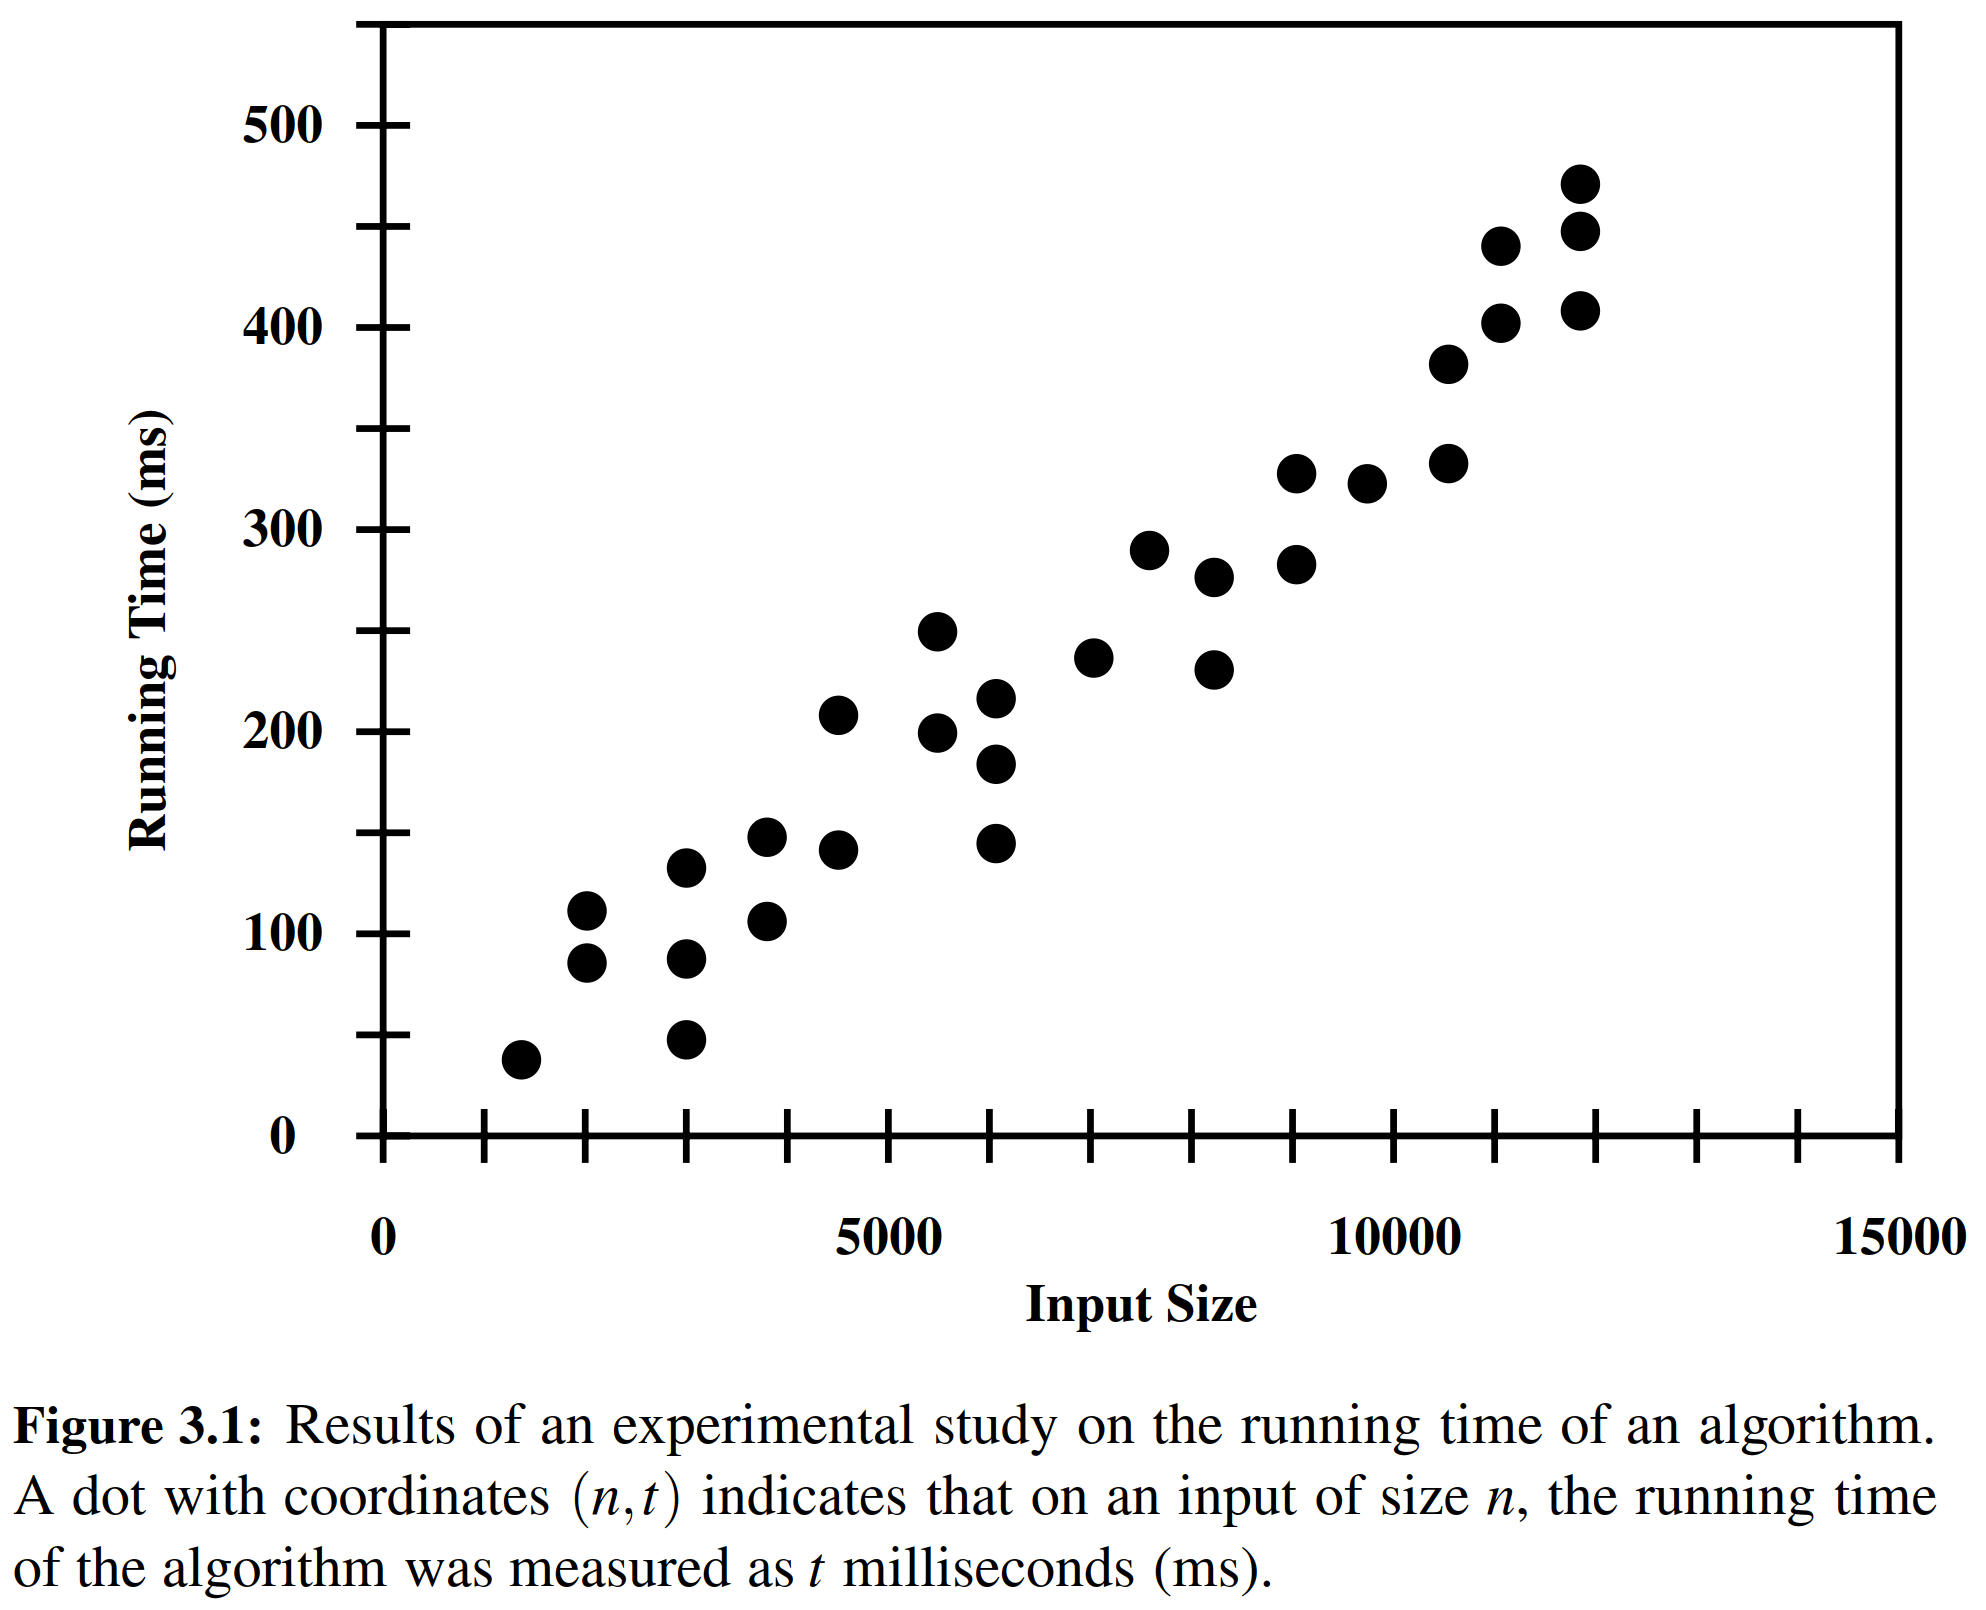 500
400
300
200
100
0
Running Time (ms)
0 5000 10000 15000
Input Size
Figure 3.1: Results of an experimental study on the running time of an algorithm.
A dot with coordinates (n,t) indicates that on an input of size n, the running time
of the algorithm was measured as t milliseconds (ms).